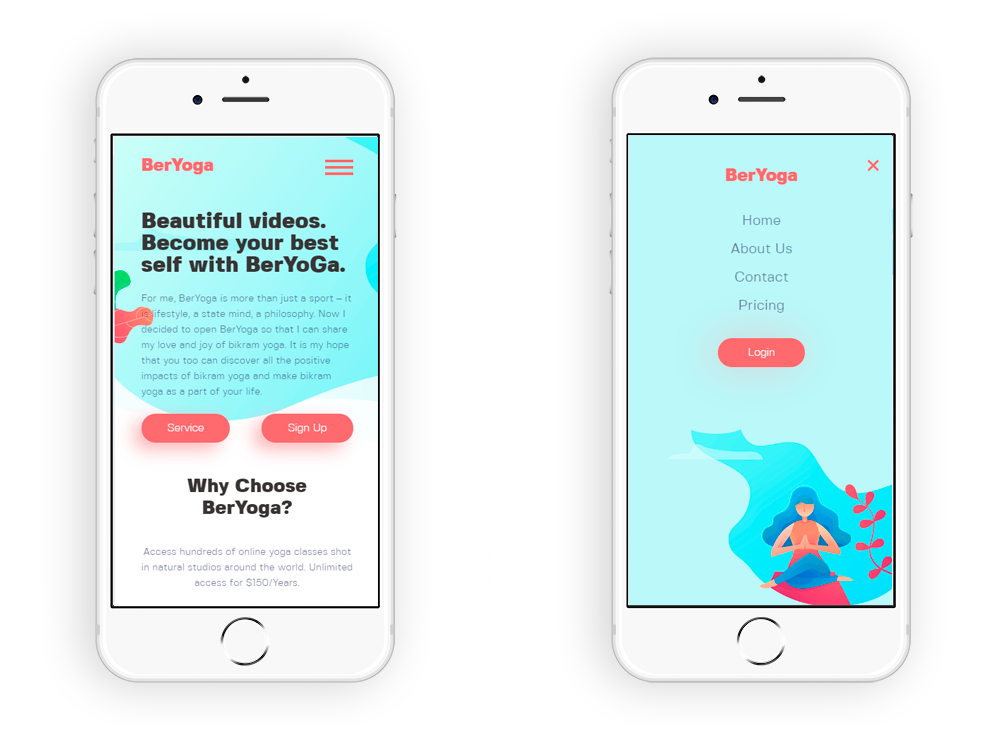 BerYoga
Beautiful videos.
Become your best
self with BerYoGa.
For me, BerYoga is more than just a sport – it
is lifestyle, a state mind, a philosophy. Now I
decided to open BerYoga so that I can share
my love and joy of bikram yoga. It is my hope
that you too can discover all the positive
impacts of bikram yoga and make bikram
yoga as a part of your life.
Service
Sign Up
Why Choose
BerYoga?
Access hundreds of online yoga classes shot
in natural studios around the world. Unlimited
access for $150/Years.
BerYoga
Home
About Us
Contact
Pricing
Login